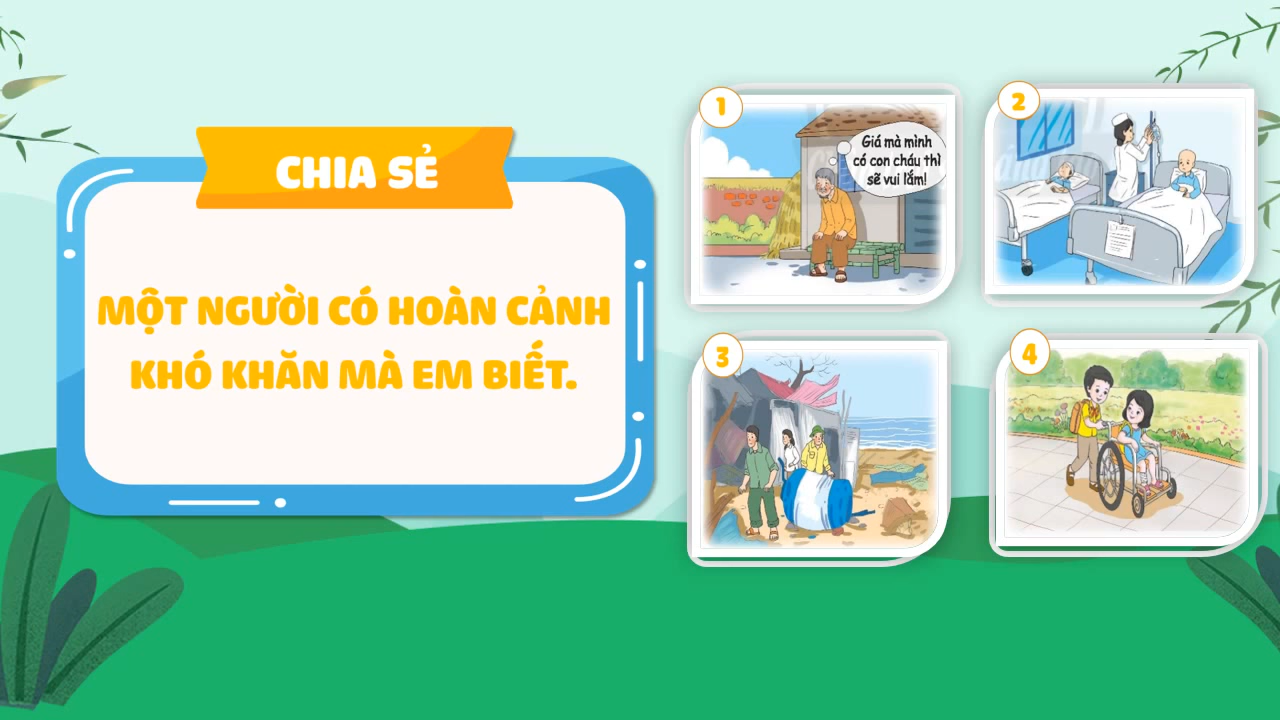 CHIA SẺ
MỘT NGƯỜI CÓ HOÀN CẢNH
KHÓ KHĂN MÀ EM BIẾT.
1
Giá mà mình
có con cháu thì
sẽ vui lắm!
2
3
4